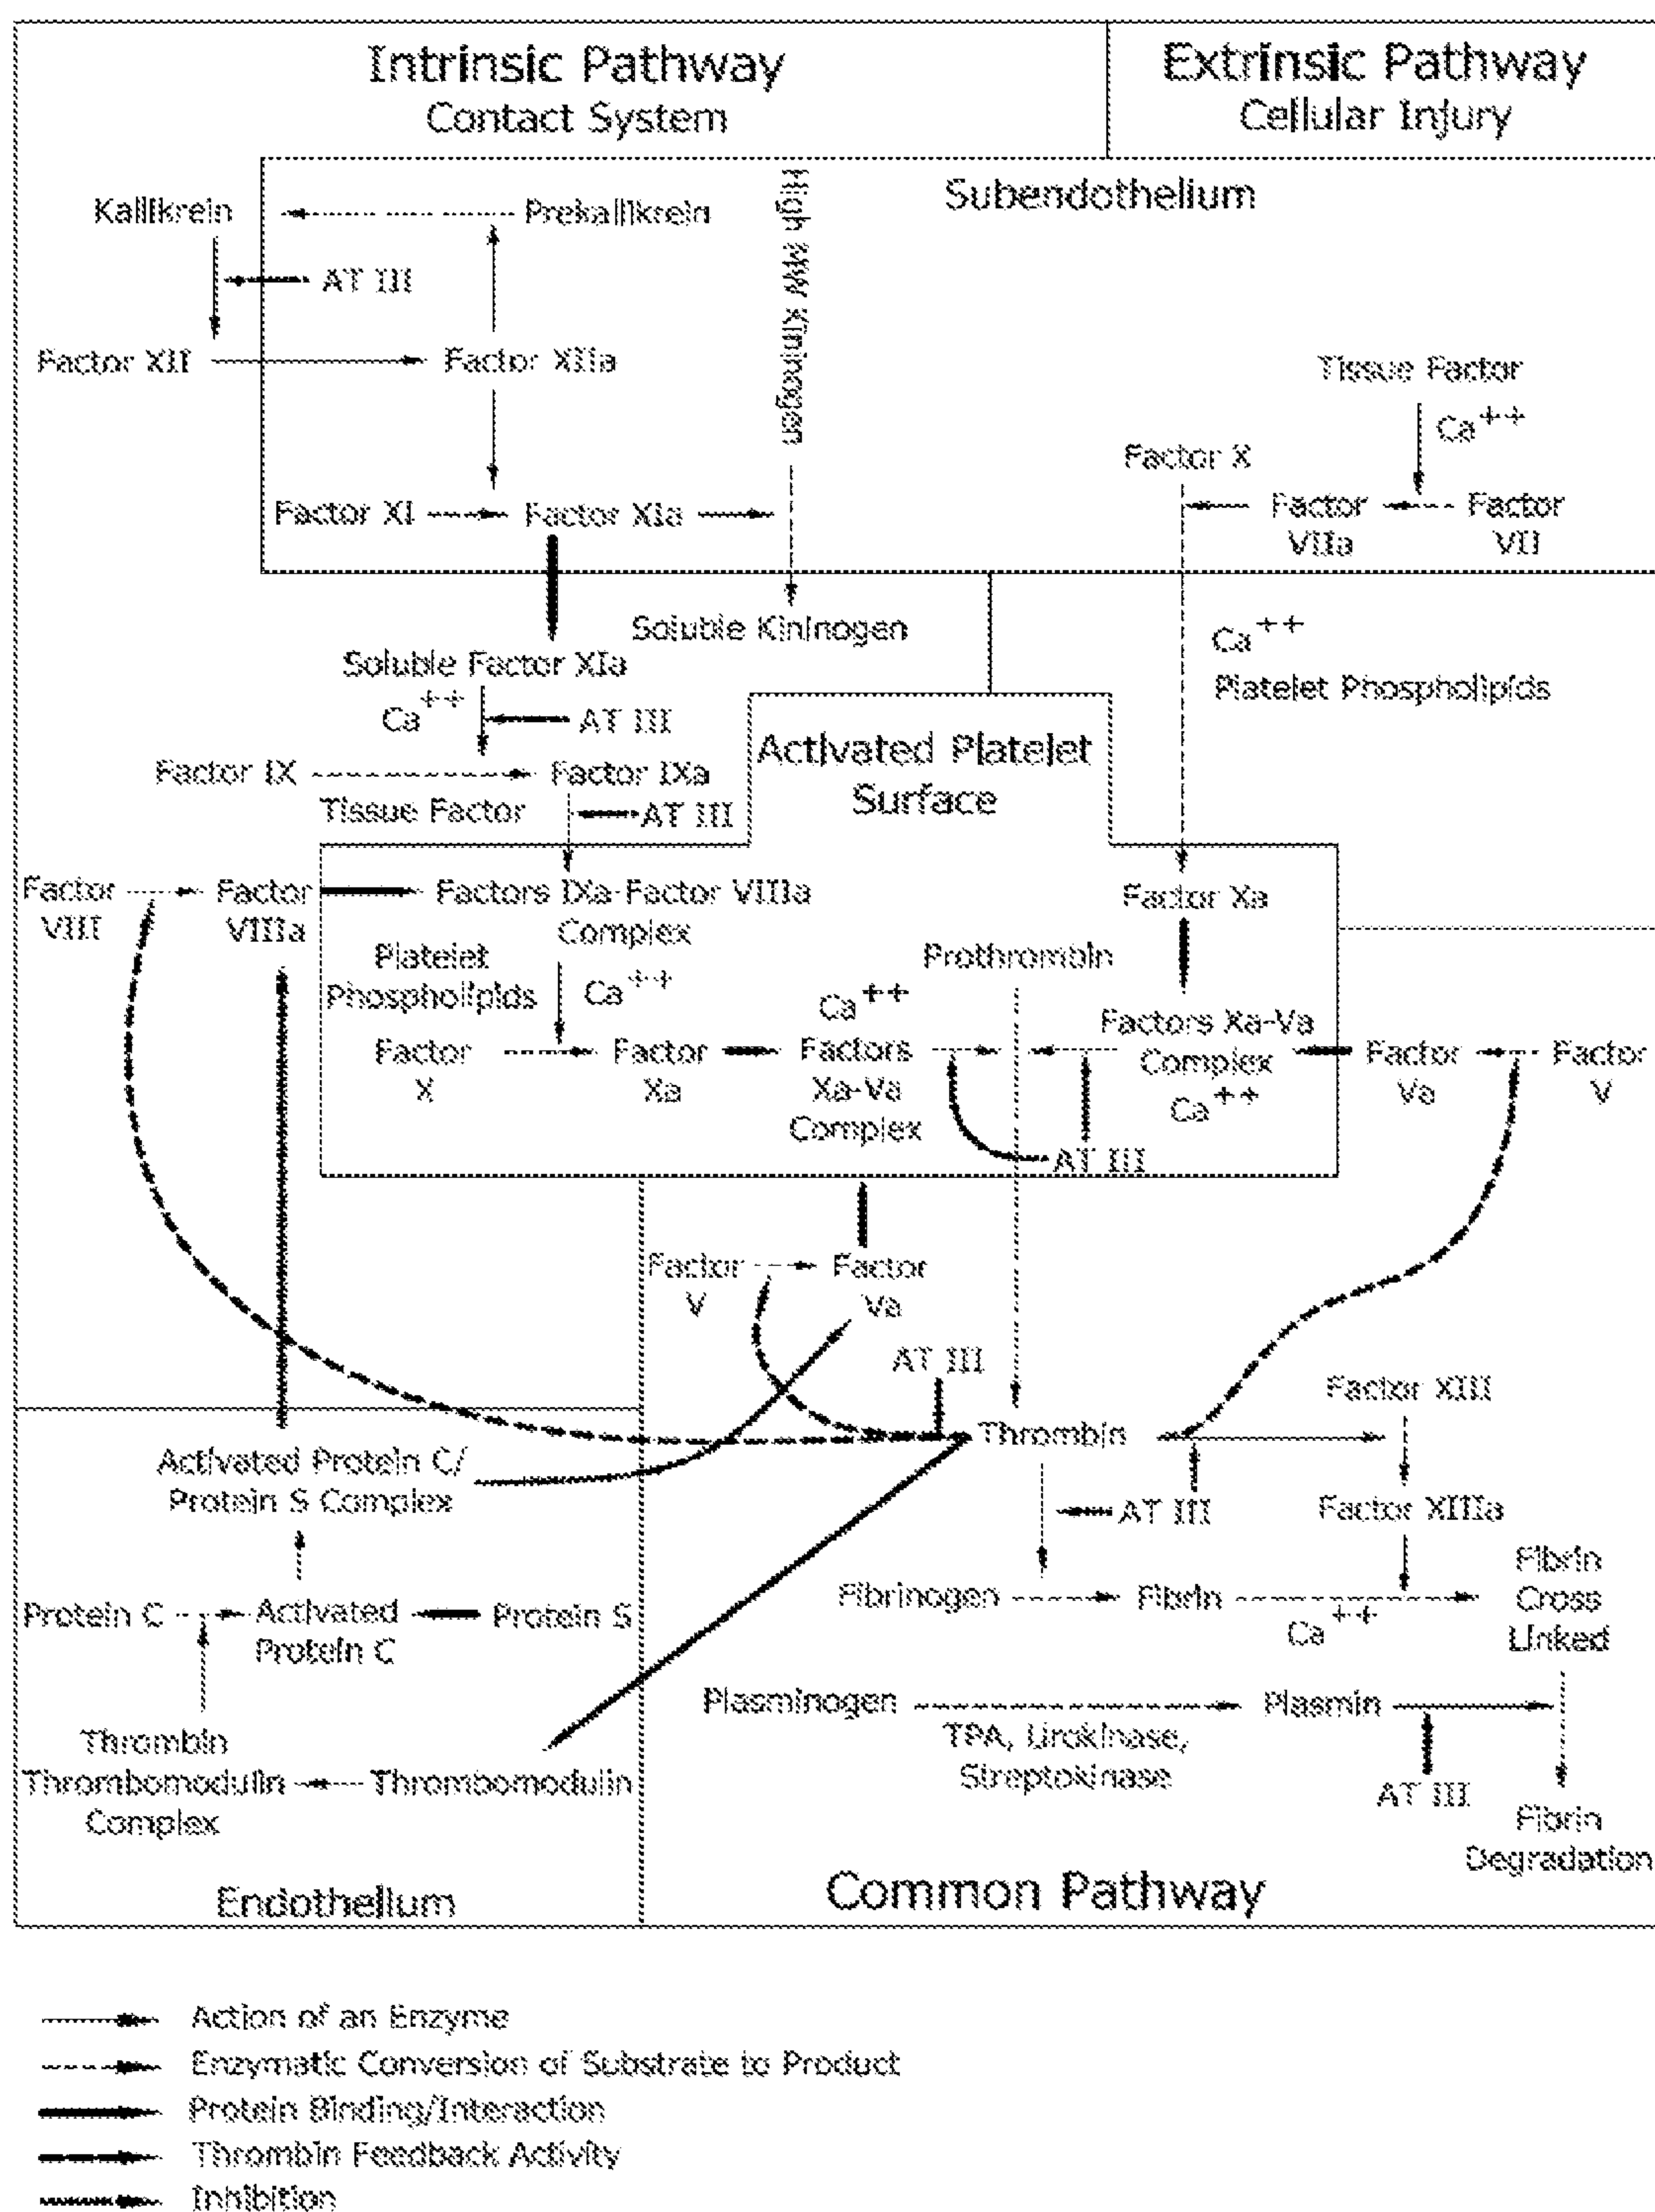 Intrinsic Pathway
Contact System
Extrinsic Pathway
Cellular Injury
Subendothelium
Kallikrein
Prekallikrein
High MW Kininogen
AT III
Factor XII
Factor XIIa
Tissue Factor
Ca++
Factor X
Factor XI
Factor XIa
Factor
VIIa
Factor
VII
Soluble Kininogen
Ca++
Platelet Phospholipids
Soluble Factor XIa
Ca++
AT III
Activated Platelet
Surface
Factor IX
Factor IXa
Tissue Factor
AT III
Factor
VIII
Factor
VIIIa
Factors IXa-Factor VIIIa
Complex
Factor Xa
Platelet
Phospholipids
Ca++
Prothrombin
Ca++
Factor
X
Factor
Xa
Factors
Xa-Va
Complex
Factors Xa-Va
Complex
Ca++
Factor
Va
Factor
V
AT III
Factor
V
Factor
Va
AT III
Thrombin
Factor XIII
Activated Protein C/
Protein S Complex
AT III
Factor XIIIa
Fibrinogen
Fibrin
Ca++
Fibrin
Cross
Linked
Protein C
Activated
Protein C
Protein S
Plasminogen
TPA, Urokinase,
Streptokinase
Plasmin
AT III
Fibrin
Degradation
Thrombin
Thrombomodulin
Complex
Thrombomodulin
Endothelium
Common Pathway
Action of an Enzyme
Enzymatic Conversion of Substrate to Product
Protein Binding/Interaction
Thrombin Feedback Activity
Inhibition